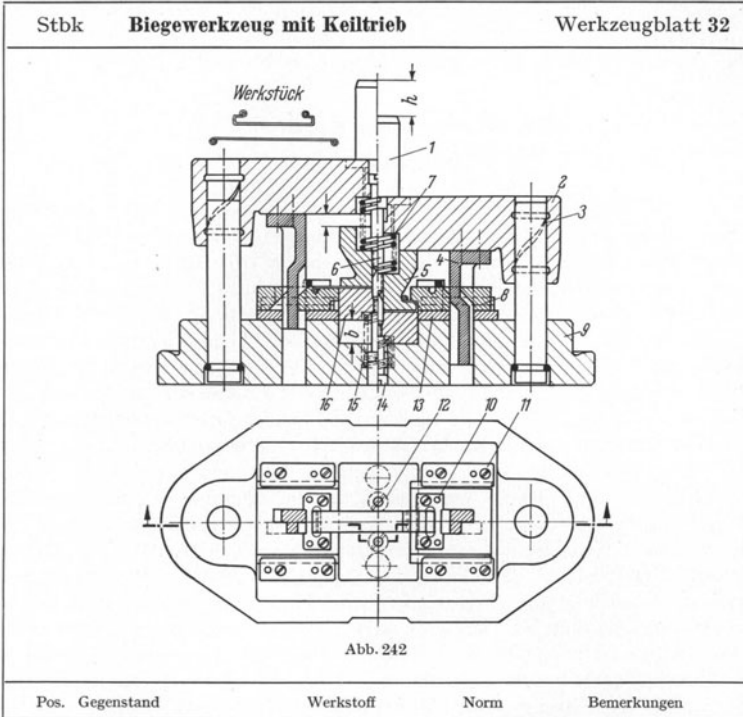 Stbk Biegewerkzeug mit Keiltrieb Werkzeugblatt 32
Werkstück
h
1
2
7
3
4
6
5
8
b
9
16 15 14 13 12 10 11
Abb. 242
Pos. Gegenstand Werkstoff Norm Bemerkungen